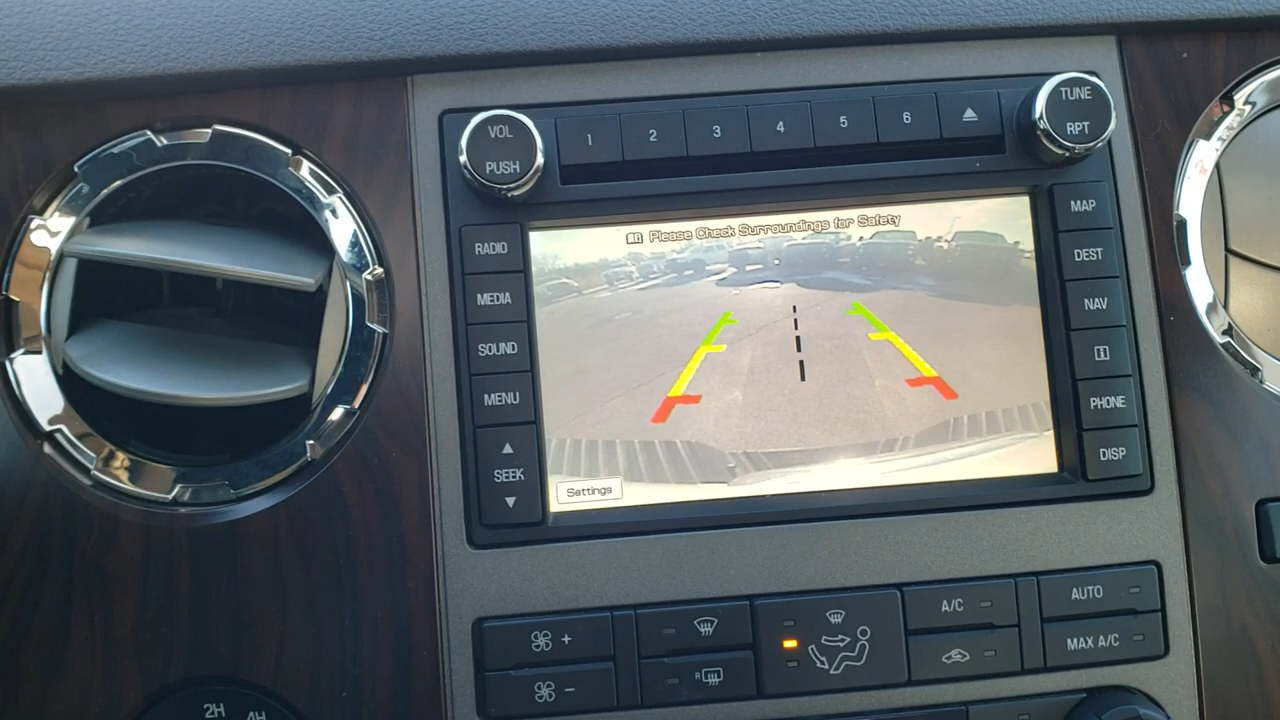 VOL
PUSH
1 2 3 4 5 6
TUNE
RPT
RADIO
MEDIA
SOUND
MENU
SEEK
Please Check Surroundings for Safety
Settings
MAP
DEST
NAV
i
PHONE
DISP
+
−
R
A/C
AUTO
MAX A/C
2H 4H